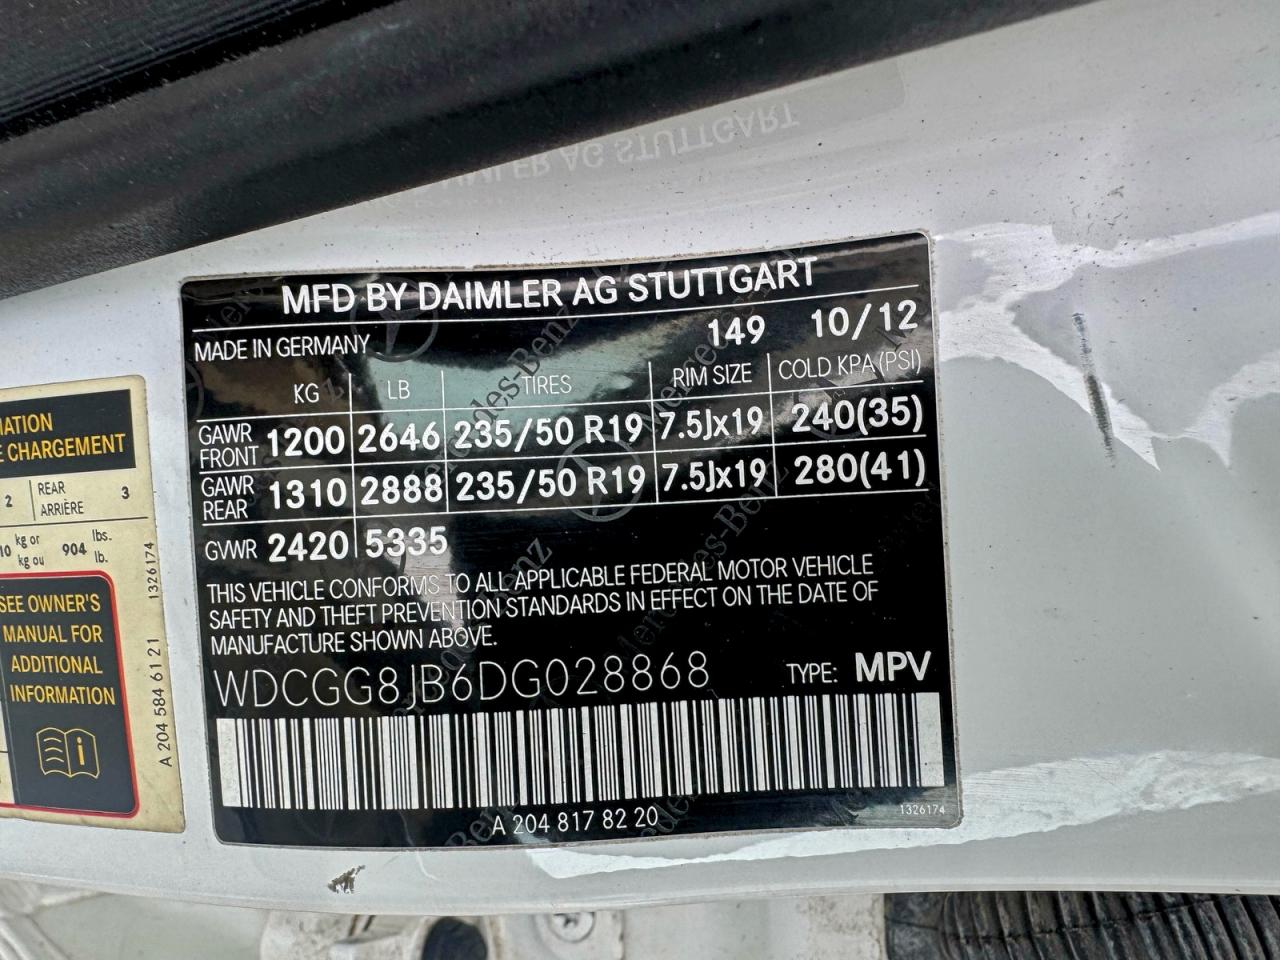 MFD BY DAIMLER AG STUTTGART
MADE IN GERMANY 149 10/12
KG LB TIRES RIM SIZE COLD KPA (PSI)
GAWR FRONT 1200 2646 235/50 R19 7.5Jx19 240(35)
GAWR REAR 1310 2888 235/50 R19 7.5Jx19 280(41)
GVWR 2420 5335
THIS VEHICLE CONFORMS TO ALL APPLICABLE FEDERAL MOTOR VEHICLE
SAFETY AND THEFT PREVENTION STANDARDS IN EFFECT ON THE DATE OF
MANUFACTURE SHOWN ABOVE.
WDCGG8JB6DG028868 TYPE: MPV
A 204 817 82 20
1326174
CHARGEMENT
2 REAR ARRIÈRE 3
kg or kg ou 904 lbs. lb.
SEE OWNER'S
MANUAL FOR
ADDITIONAL
INFORMATION
A 204 584 61 21 1326174